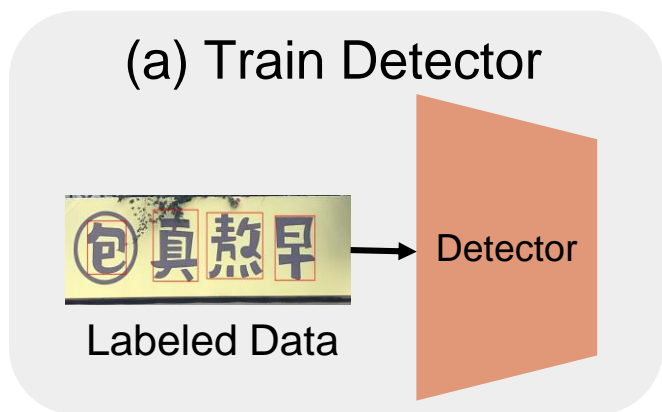 (a) Train Detector
包真熬早
Detector
Labeled Data